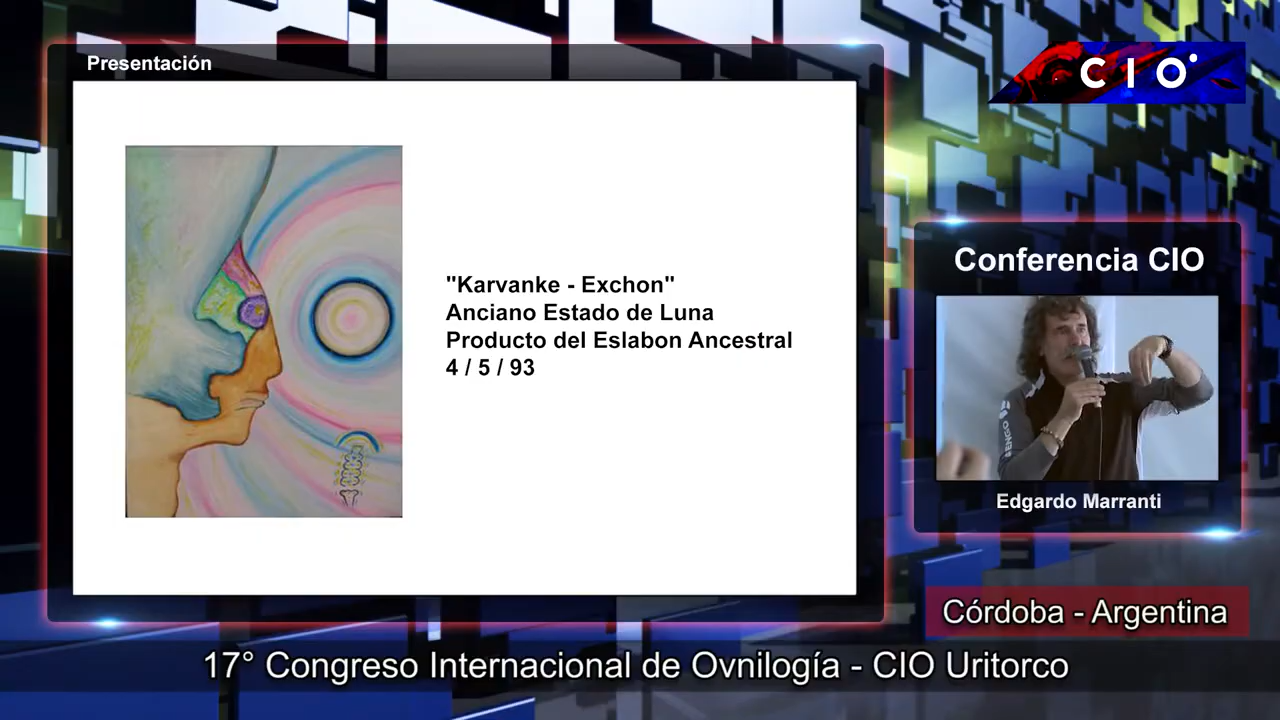 Presentación
CIO
"Karvanke - Exchon"
Anciano Estado de Luna
Producto del Eslabon Ancestral
4 / 5 / 93
Conferencia CIO
ENGO
Edgardo Marranti
Córdoba - Argentina
17° Congreso Internacional de Ovnilogía - CIO Uritorco